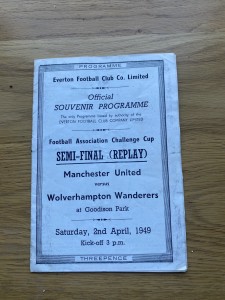 PROGRAMME
Everton Football Club Co. Limited
Official
SOUVENIR PROGRAMME
The only Programme issued by authority of the
EVERTON FOOTBALL CLUB COMPANY LIMITED
Football Association Challenge Cup
SEMI-FINAL (REPLAY)
Manchester United
versus
Wolverhampton Wanderers
at Goodison Park
Saturday, 2nd April, 1949
Kick-off 3 p.m.
THREEPENCE